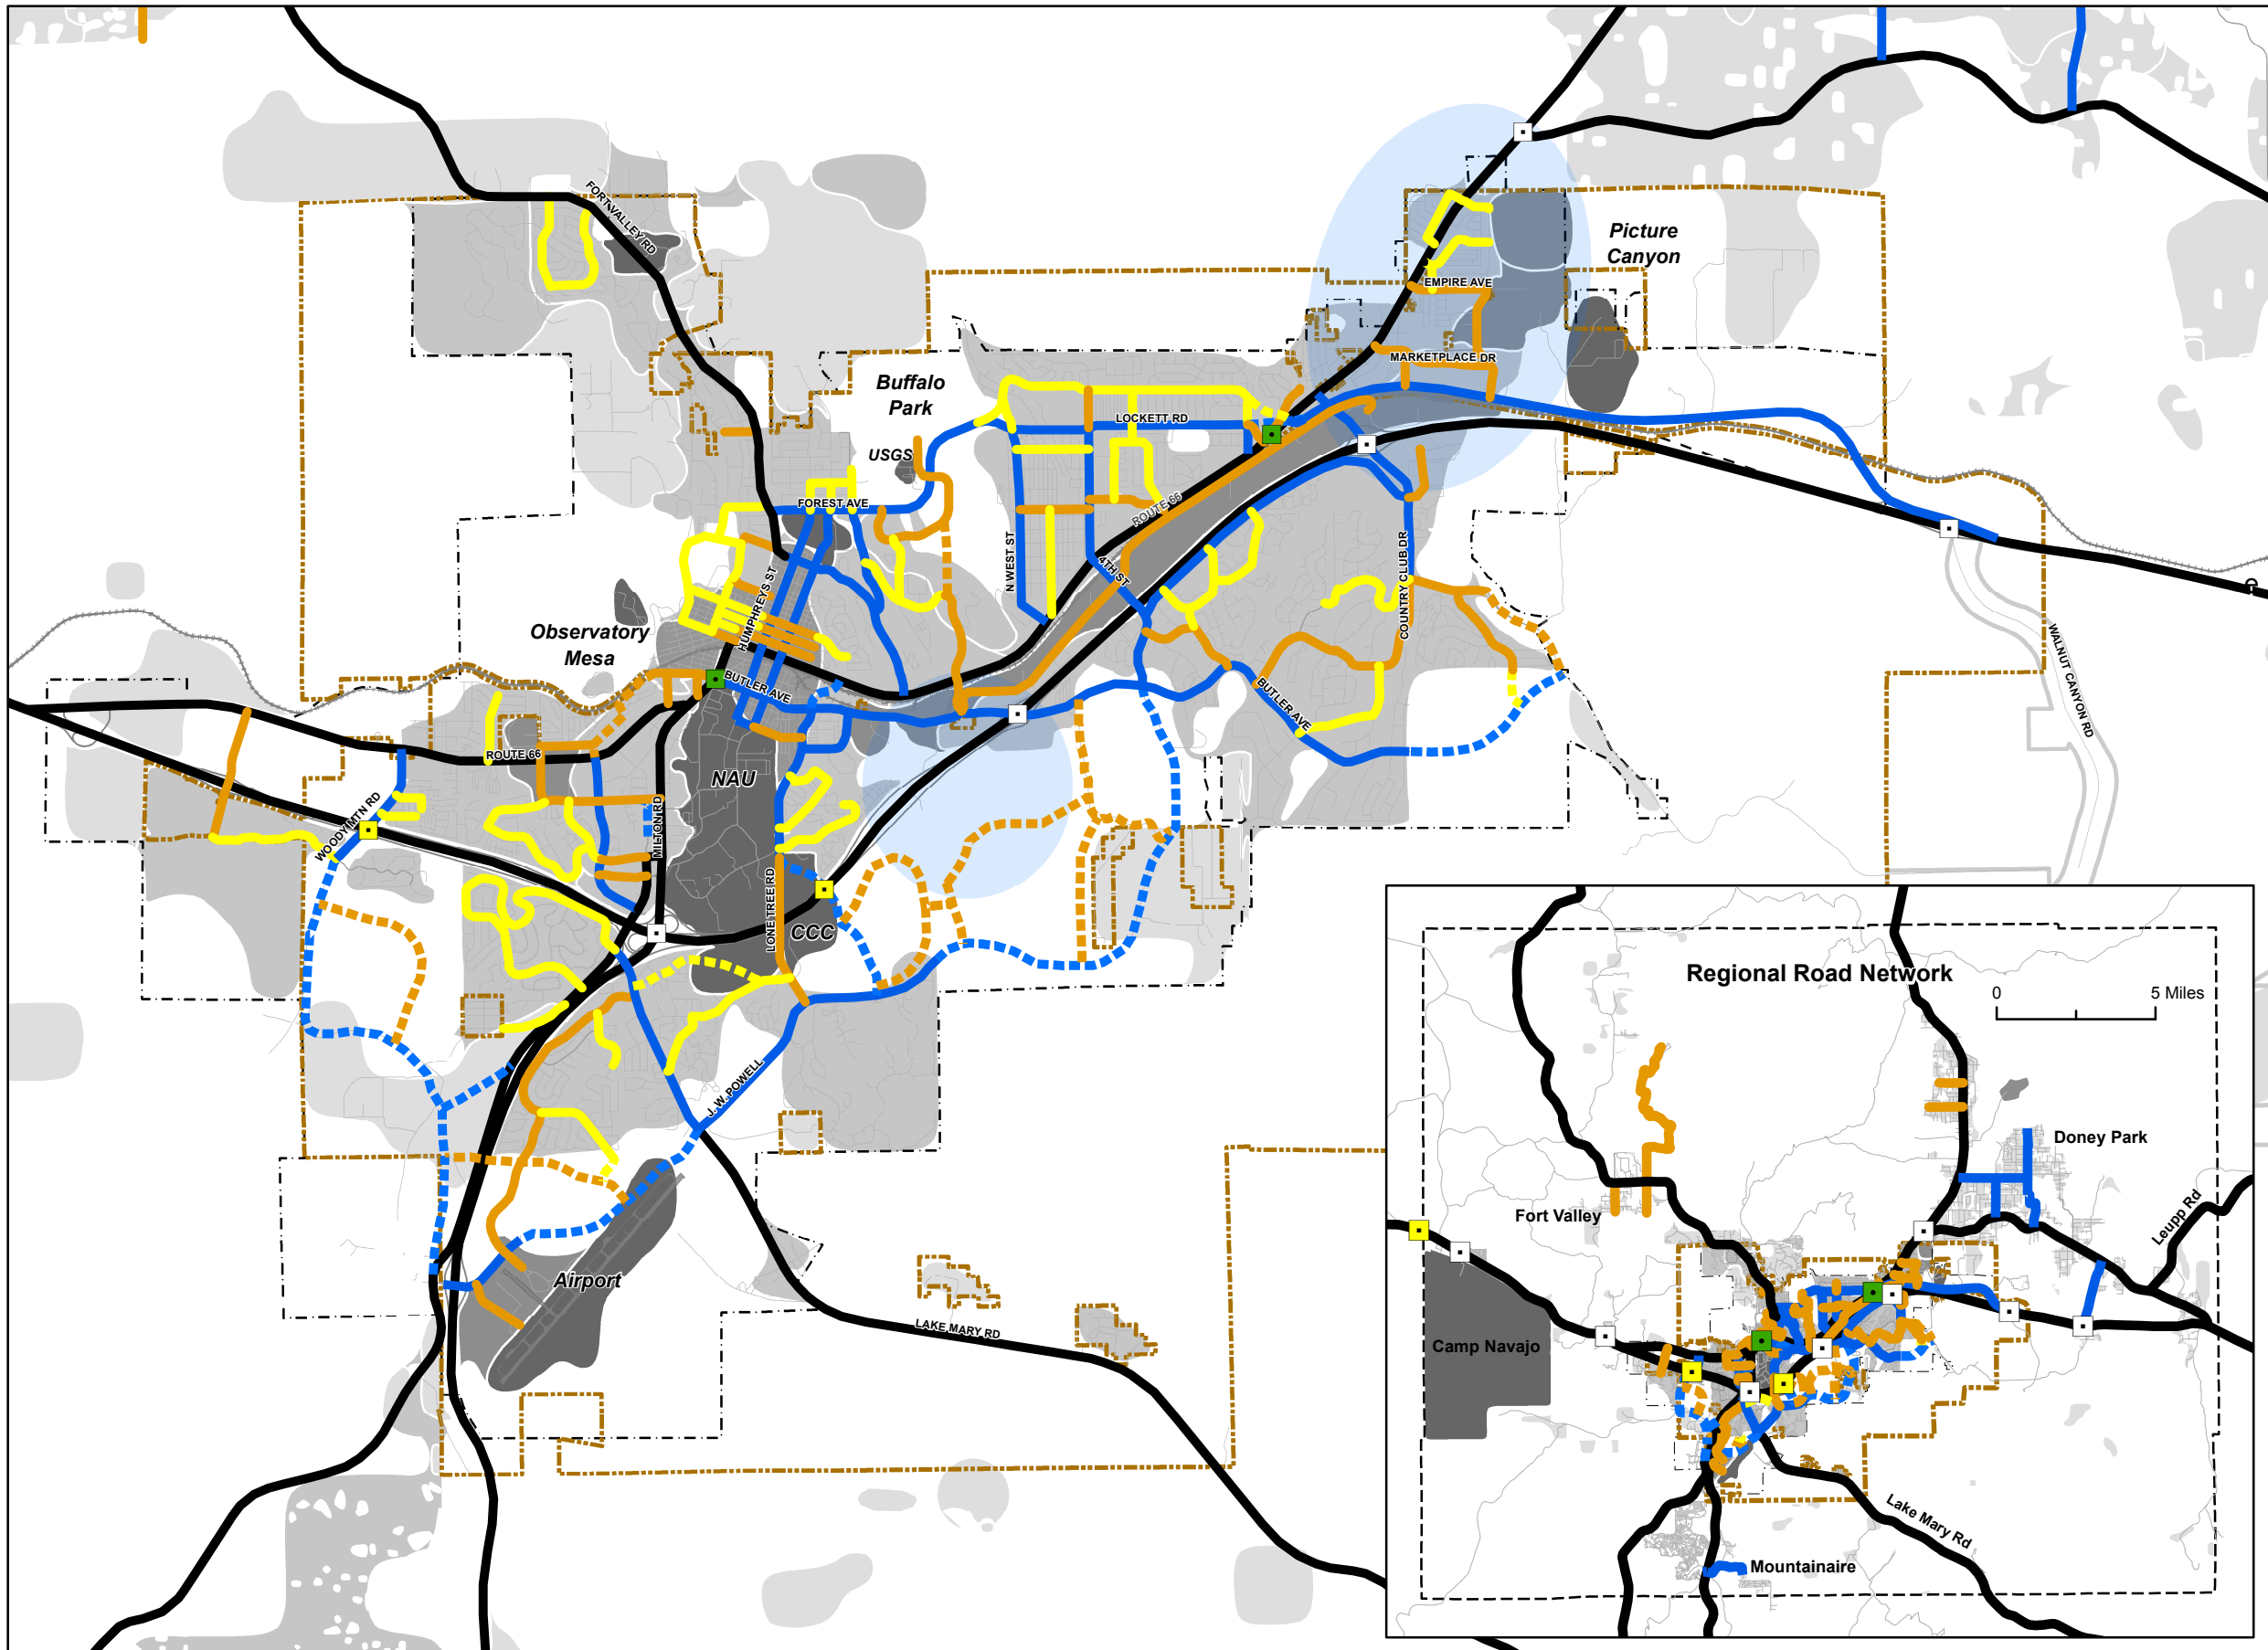 FORT VALLEY RD
Picture
Canyon
EMPIRE AVE
MARKETPLACE DR
Buffalo
Park
LOCKETT RD
USGS
FOREST AVE
ROUTE 66
N WEST ST
4TH ST
COUNTRY CLUB DR
HUMPHREYS ST
Observatory
Mesa
WALNUT CANYON RD
BUTLER AVE
BUTLER AVE
ROUTE 66
NAU
WOODY MTN RD
MILTON RD
LONE TREE RD
CCC
J. W. POWELL
Airport
LAKE MARY RD
Regional Road Network
0 5 Miles
Doney Park
Leupp Rd
Fort Valley
Camp Navajo
Lake Mary Rd
Mountainaire